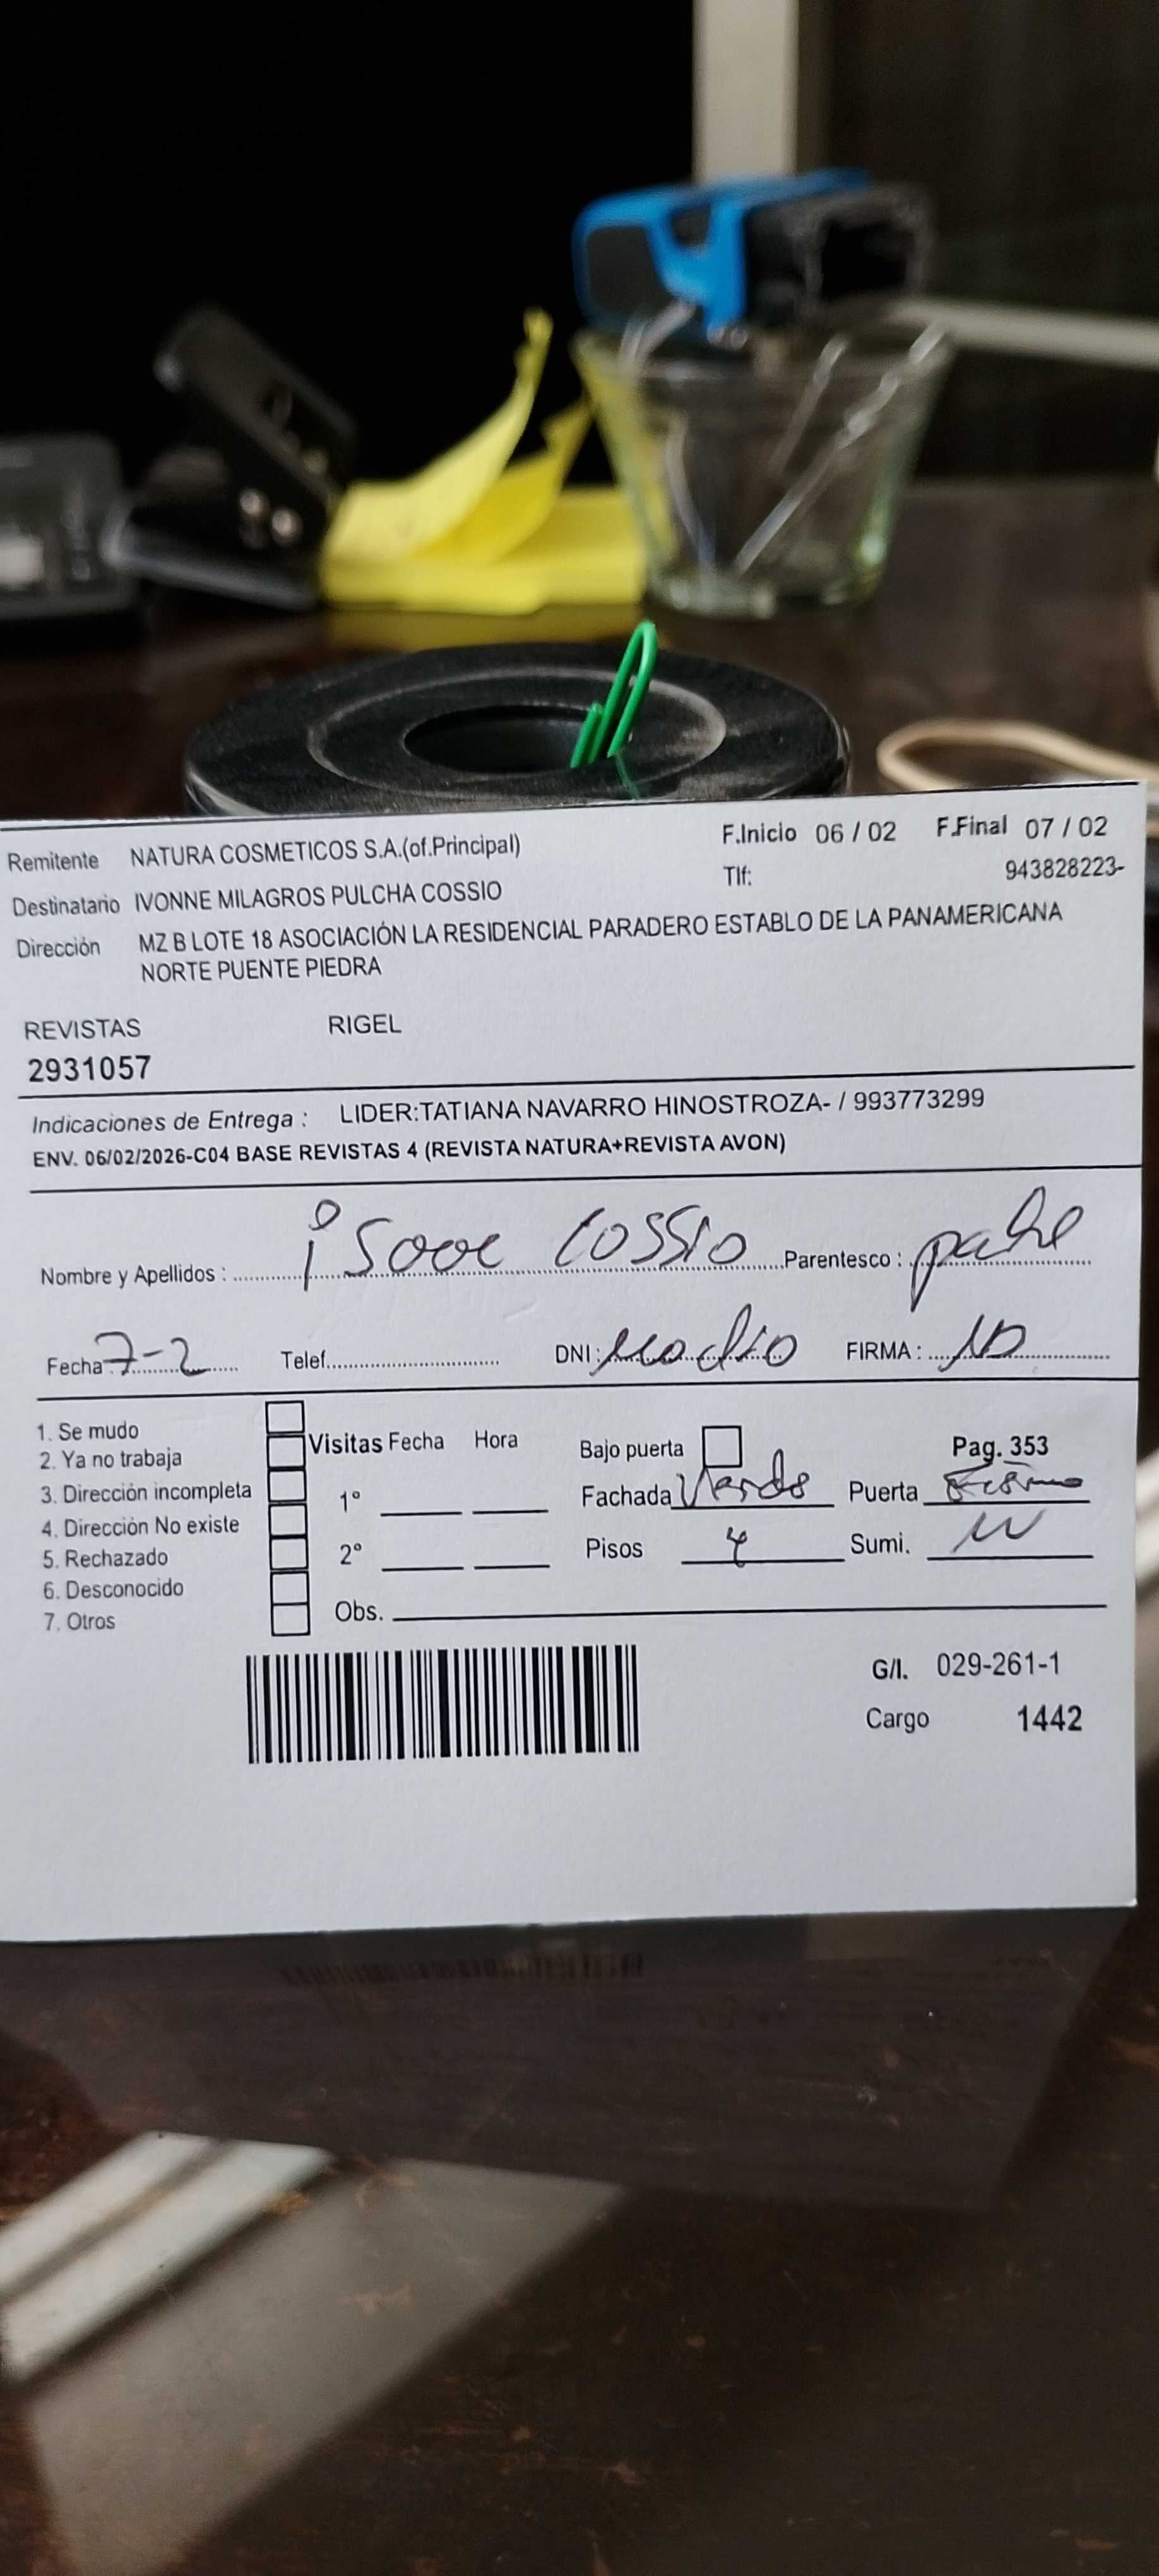 Remitente NATURA COSMETICOS S.A.(of.Principal) F.Inicio 06 / 02 F.Final 07 / 02
Destinatario IVONNE MILAGROS PULCHA COSSIO Tlf: 943828223-
Dirección MZ B LOTE 18 ASOCIACIÓN LA RESIDENCIAL PARADERO ESTABLO DE LA PANAMERICANA
NORTE PUENTE PIEDRA
REVISTAS RIGEL
2931057
Indicaciones de Entrega : LIDER:TATIANA NAVARRO HINOSTROZA- / 993773299
ENV. 06/02/2026-C04 BASE REVISTAS 4 (REVISTA NATURA+REVISTA AVON)
Nombre y Apellidos : Cossio Parentesco :
Fecha 7-2 Telef. DNI: FIRMA :
1. Se mudo
2. Ya no trabaja
3. Dirección incompleta
4. Dirección No existe
5. Rechazado
6. Desconocido
7. Otros
Visitas Fecha Hora
1°
2°
Obs.
Bajo puerta Pag. 353
Fachada Verde Puerta
Pisos 4 Sumi.
G/I. 029-261-1
Cargo 1442